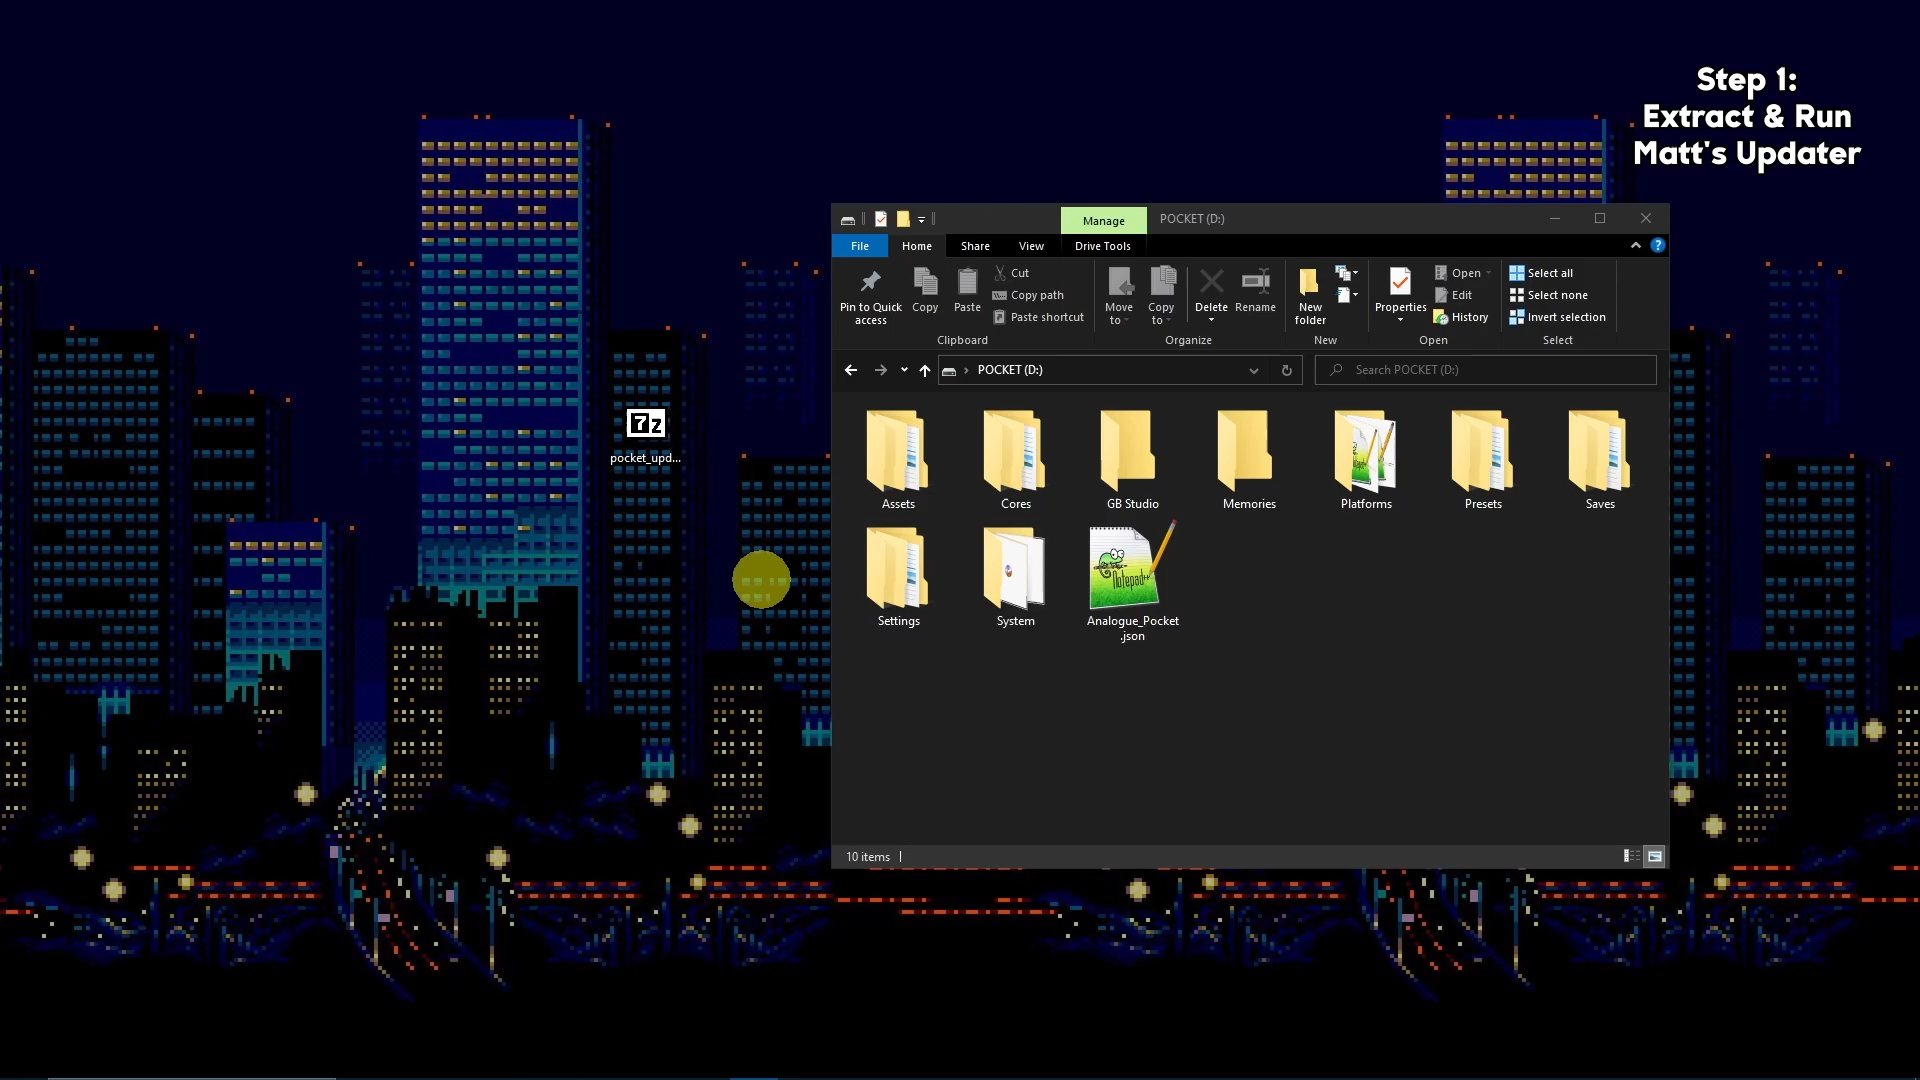 Step 1:
Extract & Run
Matt's Updater
Manage
POCKET (D:)
File
Home
Share
View
Drive Tools
?
Pin to Quick
access
Copy
Paste
Cut
Copy path
Paste shortcut
Clipboard
Move
to
Copy
to
Delete
Rename
Organize
New
folder
New
Properties
Open
Edit
History
Open
Select all
Select none
Invert selection
Select
POCKET (D:)
Search POCKET (D:)
7z
pocket_upd...
Assets
Cores
GB Studio
Memories
Platforms
Presets
Saves
Notepad++
Settings
System
Analogue_Pocket
.json
10 items